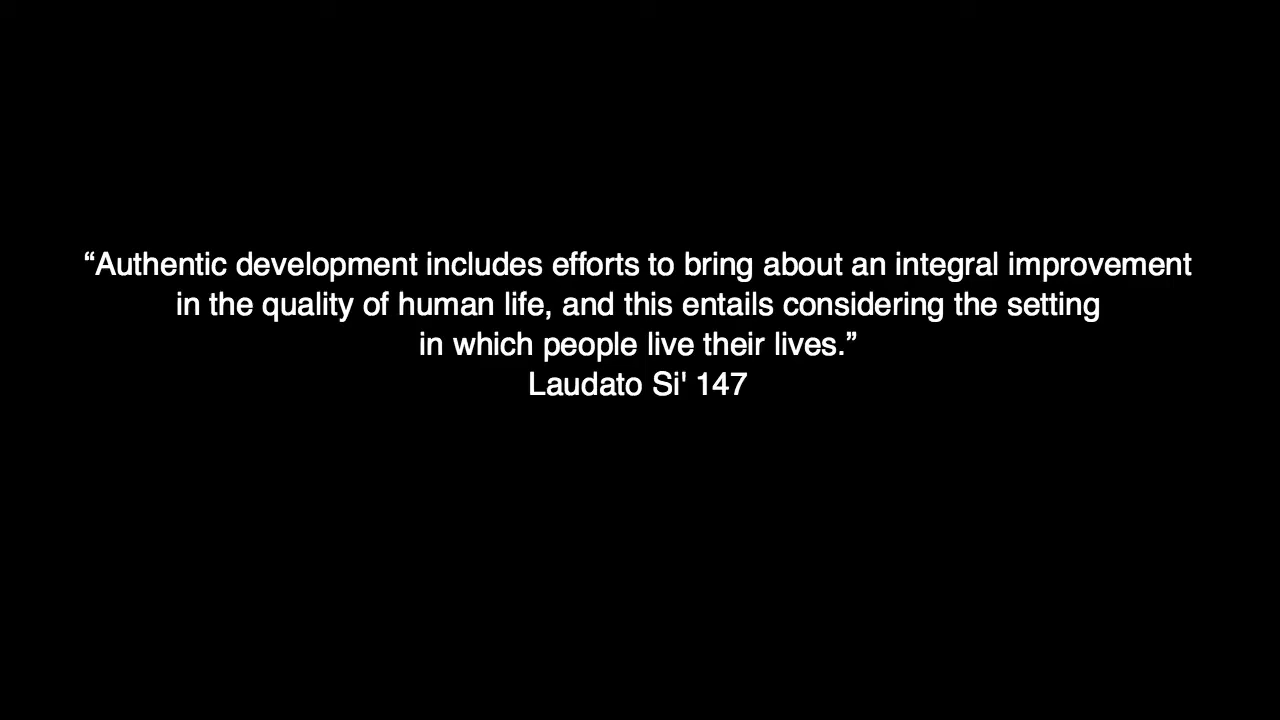 “Authentic development includes efforts to bring about an integral improvement
in the quality of human life, and this entails considering the setting
in which people live their lives.”
Laudato Si' 147